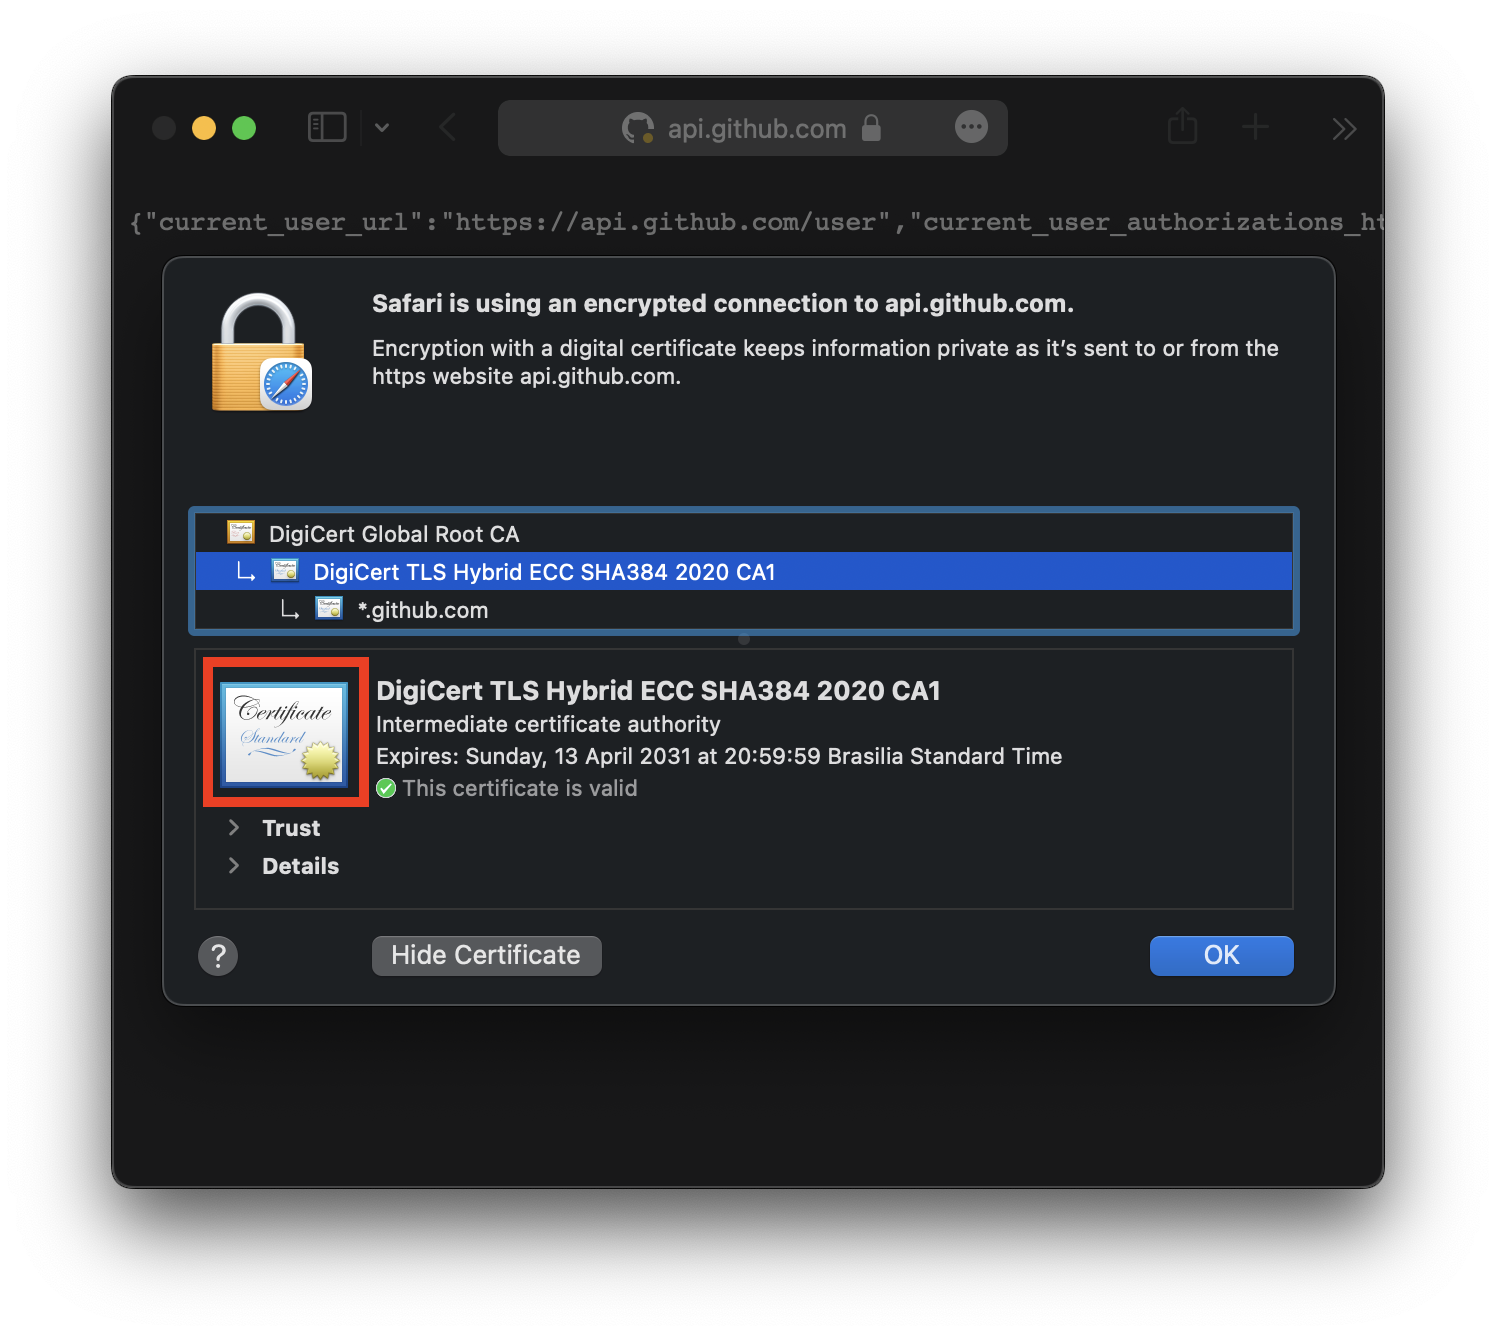 api.github.com
{"current_user_url":"https://api.github.com/user","current_user_authorizations_ht
Safari is using an encrypted connection to api.github.com.
Encryption with a digital certificate keeps information private as it’s sent to or from the
https website api.github.com.
DigiCert Global Root CA
DigiCert TLS Hybrid ECC SHA384 2020 CA1
*.github.com
Certificate
Standard
DigiCert TLS Hybrid ECC SHA384 2020 CA1
Intermediate certificate authority
Expires: Sunday, 13 April 2031 at 20:59:59 Brasilia Standard Time
This certificate is valid
Trust
Details
?
Hide Certificate
OK